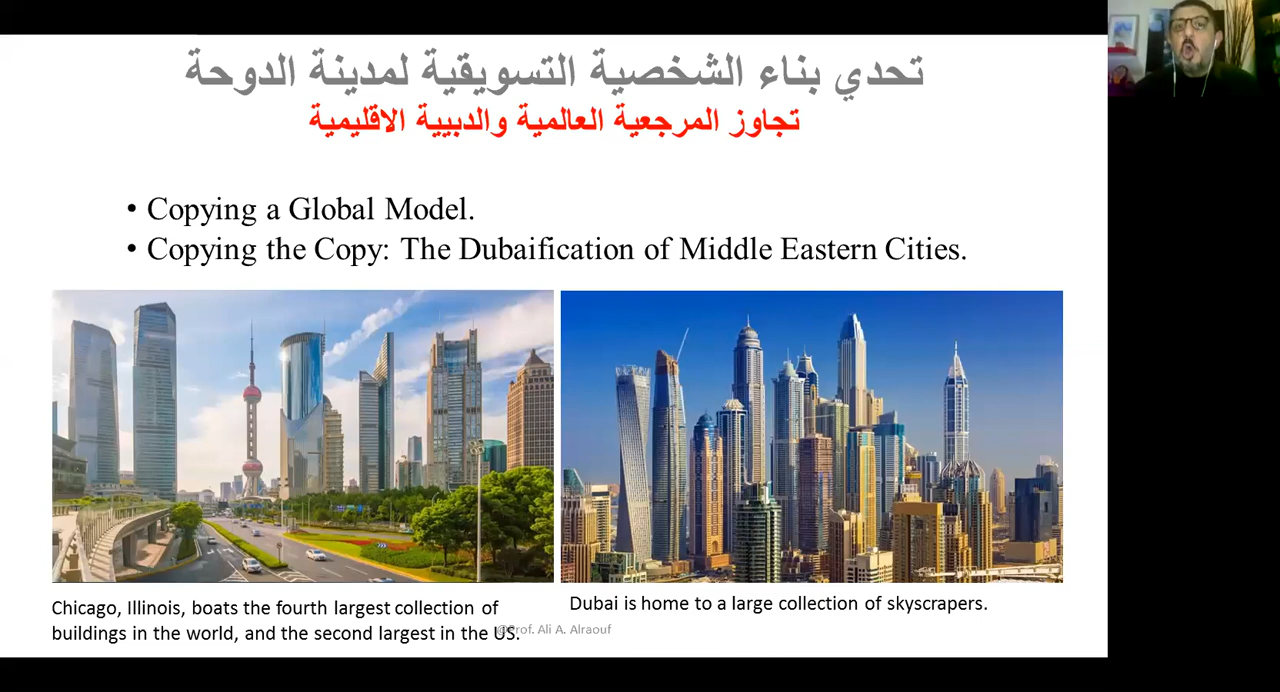 تحدي بناء الشخصية التسويقية لمدينة الدوحة
تجاوز المرجعية العالمية والدبيية الاقليمية
• Copying a Global Model.
• Copying the Copy: The Dubaification of Middle Eastern Cities.
Chicago, Illinois, boats the fourth largest collection of
buildings in the world, and the second largest in the US.
Dubai is home to a large collection of skyscrapers.
@Prof. Ali A. Alraouf